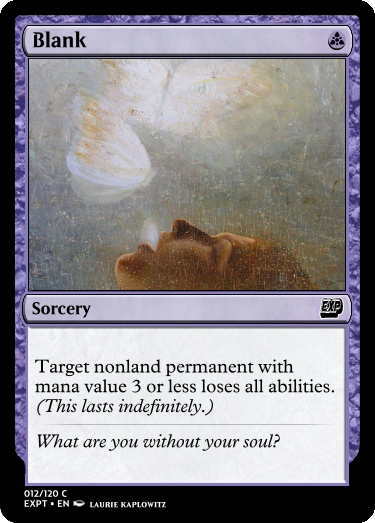 Blank
EXP
Sorcery
Target nonland permanent with
mana value 3 or less loses all abilities.
(This lasts indefinitely.)
What are you without your soul?
012/120 C
EXPT • EN LAURIE KAPLOWITZ